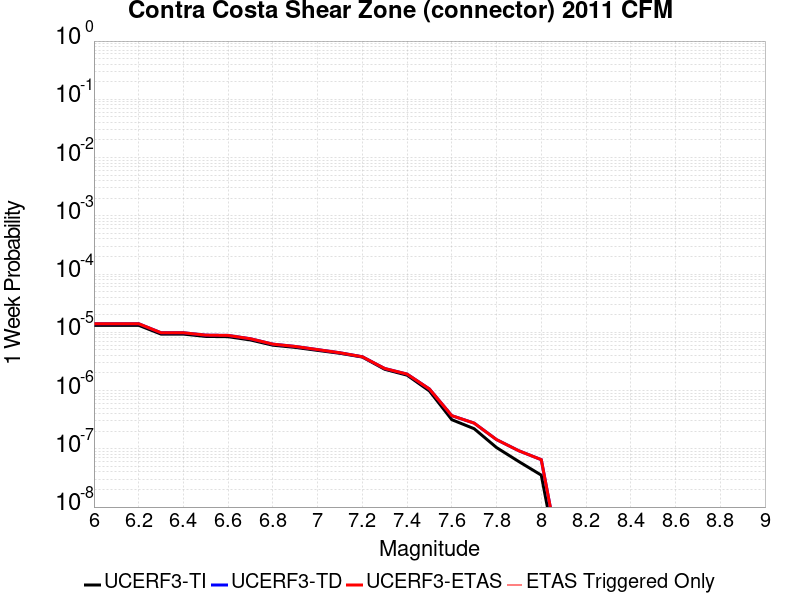 Contra Costa Shear Zone (connector) 2011 CFM
1 Week Probability
10^0
10^-1
10^-2
10^-3
10^-4
10^-5
10^-6
10^-7
10^-8
6 6.2 6.4 6.6 6.8 7 7.2 7.4 7.6 7.8 8 8.2 8.4 8.6 8.8 9
Magnitude
UCERF3-TI UCERF3-TD UCERF3-ETAS ETAS Triggered Only